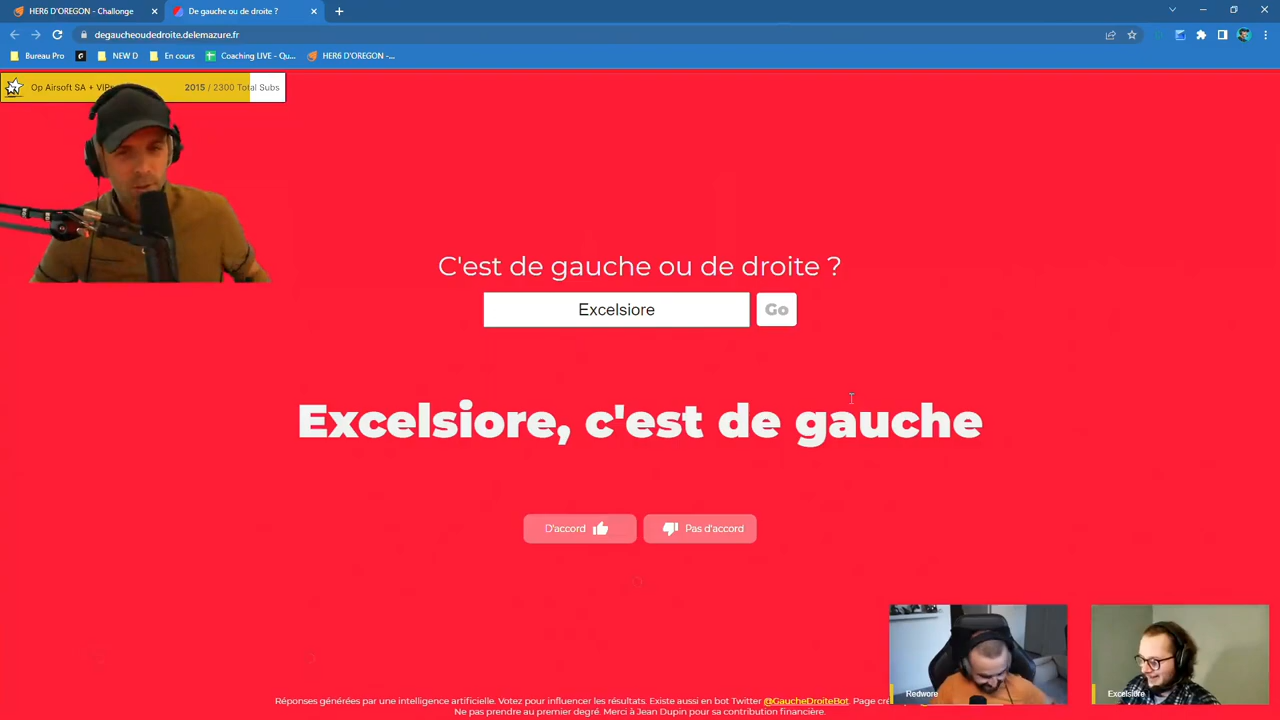 HER6 D'OREGON - Challonge
De gauche ou de droite ?
degaucheoudedroite.delemazure.fr
Bureau Pro
NEW D
En cours
Coaching LIVE - Qu...
HER6 D'OREGON -...
Op Airsoft SA + VIPs
2015 / 2300 Total Subs
C'est de gauche ou de droite ?
Excelsiore
Go
Excelsiore, c'est de gauche
D'accord
Pas d'accord
Redwore
Excelsiore
Réponses générées par une intelligence artificielle. Votez pour influencer les résultats. Existe aussi en bot Twitter @GaucheDroiteBot. Page
Ne pas prendre au premier degré. Merci à Jean Dupin pour sa contribution financière.